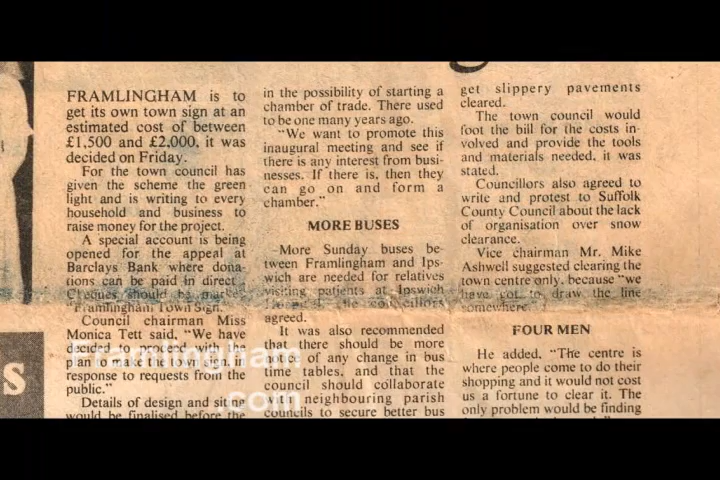 FRAMLINGHAM is to
get its own town sign at an
estimated cost of between
£1,500 and £2,000, it was
decided on Friday.
For the town council has
given the scheme the green
light and is writing to every
household and business to
raise money for the project.
A special account is being
opened for the appeal at
Barclays Bank where dona-
tions can be paid in direct.
Cheques should be marked
"Framlingham Town Sign."
Council chairman Miss
Monica Tett said, "We have
decided to proceed with the
plan to make the town sign, in
response to requests from the
public."
Details of design and siting
would be finalised before the
in the possibility of starting a
chamber of trade. There used
to be one many years ago.
"We want to promote this
inaugural meeting and see if
there is any interest from busi-
nesses. If there is, then they
can go on and form a
chamber."
MORE BUSES
More Sunday buses be-
tween Framlingham and Ips-
wich are needed for relatives
visiting patients at Ipswich
councillors
agreed.
It was also recommended
that there should be more
notice of any change in bus
time tables, and that the
council should collaborate
with neighbouring parish
councils to secure better bus
get slippery pavements
cleared.
The town council would
foot the bill for the costs in-
volved and provide the tools
and materials needed, it was
stated.
Councillors also agreed to
write and protest to Suffolk
County Council about the lack
of organisation over snow
clearance.
Vice chairman Mr. Mike
Ashwell suggested clearing the
town centre only, because "we
have got to draw the line
somewhere."
FOUR MEN
He added, "The centre is
where people come to do their
shopping and it would not cost
us a fortune to clear it. The
only problem would be finding
s
Framlingham
.com